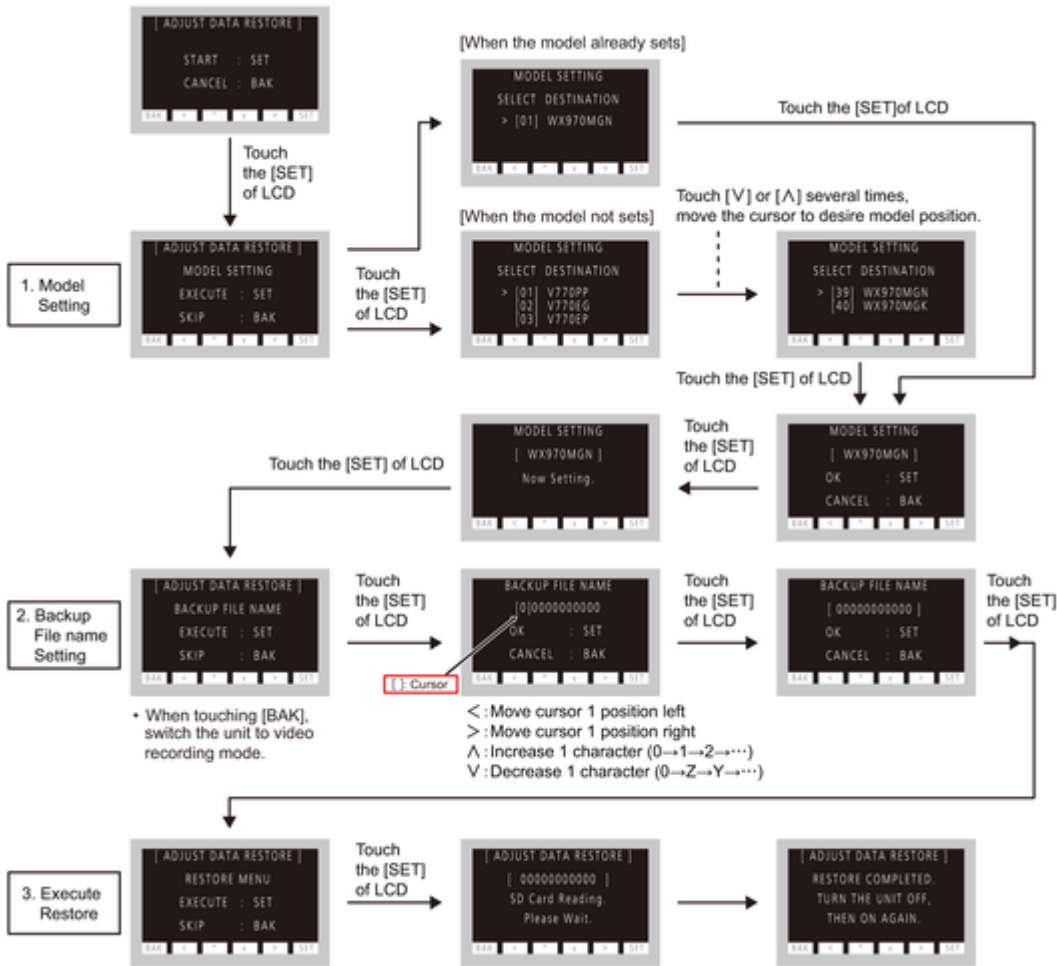 [ ADJUST DATA RESTORE ]
START : SET
CANCEL : BAK
BAK < ^ v > SET
Touch
the [SET]
of LCD
[When the model already sets]
MODEL SETTING
SELECT DESTINATION
> [01] WX970MGN
BAK < ^ v > SET
Touch the [SET]of LCD
1. Model
Setting
[ ADJUST DATA RESTORE ]
MODEL SETTING
EXECUTE : SET
SKIP : BAK
BAK < ^ v > SET
Touch
the [SET]
of LCD
[When the model not sets]
MODEL SETTING
SELECT DESTINATION
> [01] V770PP
[02] V770EG
[03] V770EP
BAK < ^ v > SET
Touch [V] or [Λ] several times,
move the cursor to desire model position.
MODEL SETTING
SELECT DESTINATION
> [39] WX970MGN
[40] WX970MGK
BAK < ^ v > SET
Touch the [SET] of LCD
MODEL SETTING
[ WX970MGN ]
OK : SET
CANCEL : BAK
BAK < ^ v > SET
Touch
the [SET]
of LCD
MODEL SETTING
[ WX970MGN ]
Now Setting.
BAK < ^ v > SET
Touch the [SET] of LCD
2. Backup
File name
Setting
[ ADJUST DATA RESTORE ]
BACKUP FILE NAME
EXECUTE : SET
SKIP : BAK
BAK < ^ v > SET
• When touching [BAK],
switch the unit to video
recording mode.
Touch
the [SET]
of LCD
BACKUP FILE NAME
[0]0000000000
OK : SET
CANCEL : BAK
BAK < ^ v > SET
[ ]: Cursor
< :Move cursor 1 position left
> :Move cursor 1 position right
Λ :Increase 1 character (0→1→2→···)
V :Decrease 1 character (0→Z→Y→···)
Touch
the [SET]
of LCD
BACKUP FILE NAME
[ 00000000000 ]
OK : SET
CANCEL : BAK
BAK < ^ v > SET
Touch
the [SET]
of LCD
3. Execute
Restore
[ ADJUST DATA RESTORE ]
RESTORE MENU
EXECUTE : SET
SKIP : BAK
BAK < ^ v > SET
Touch
the [SET]
of LCD
[ ADJUST DATA RESTORE ]
[ 00000000000 ]
SD Card Reading.
Please Wait.
BAK < ^ v > SET
[ ADJUST DATA RESTORE ]
RESTORE COMPLETED.
TURN THE UNIT OFF,
THEN ON AGAIN.
BAK < ^ v > SET